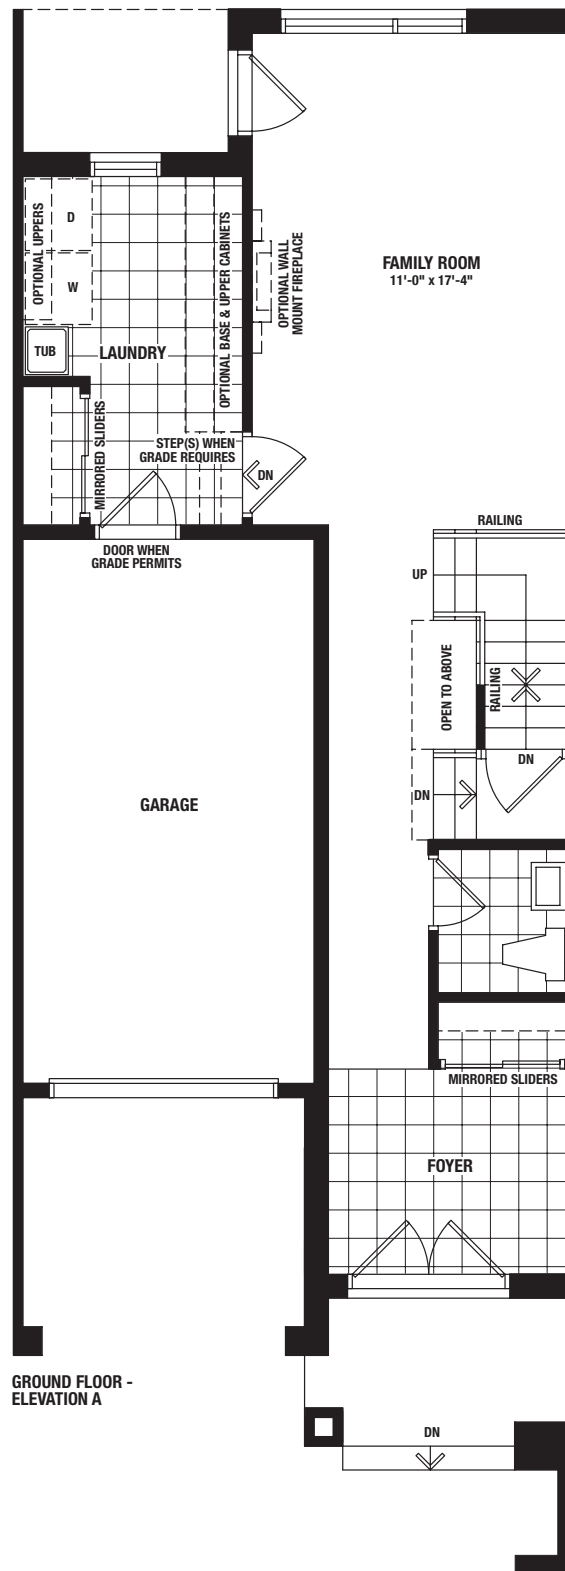 OPTIONAL UPPERS
D
W
TUB
LAUNDRY
OPTIONAL BASE & UPPER CABINETS
OPTIONAL WALL
MOUNT FIREPLACE
FAMILY ROOM
11'-0" x 17'-4"
MIRRORED SLIDERS
STEP(S) WHEN
GRADE REQUIRES
DN
DOOR WHEN
GRADE PERMITS
RAILING
UP
OPEN TO ABOVE
RAILING
DN
DN
GARAGE
MIRRORED SLIDERS
FOYER
GROUND FLOOR -
ELEVATION A
DN